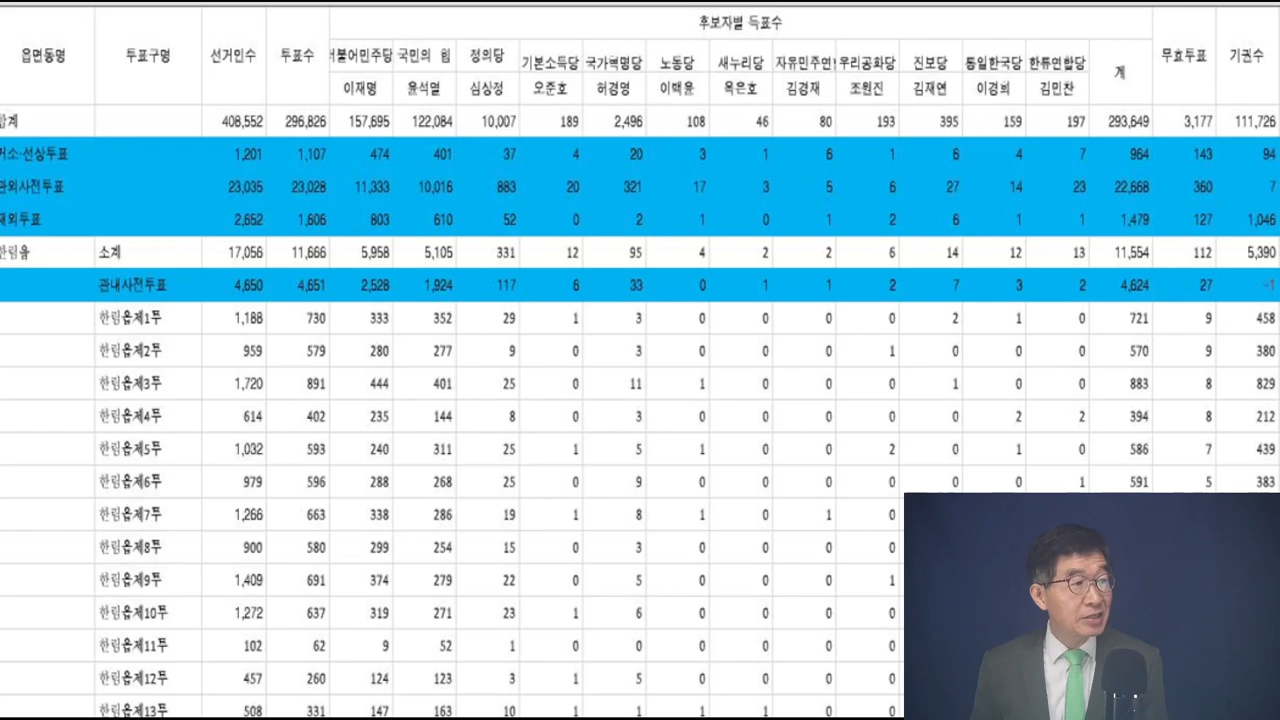 후보자별 득표수
읍면동명 투표구명 선거인수 투표수 더불어민주당 국민의 힘 정의당 기본소득당 국가혁명당 노동당 새누리당 자유민주연 우리공화당 진보당 통일한국당 한류연합당 계 무효투표 기권수
이재명 윤석열 심상정 오준호 허경영 이백윤 옥은호 김경재 조원진 김재연 이경희 김민찬
합계 408,552 296,826 157,695 122,084 10,007 189 2,496 108 46 80 193 395 159 197 293,649 3,177 111,726
거소·선상투표 1,201 1,107 474 401 37 4 20 3 1 6 1 6 4 7 964 143 94
관외사전투표 23,035 23,028 11,333 10,016 883 20 321 17 3 5 6 27 14 23 22,668 360 7
재외투표 2,652 1,606 803 610 52 0 2 1 0 1 2 6 1 1 1,479 127 1,046
한림읍 소계 17,056 11,666 5,958 5,105 331 12 95 4 2 2 6 14 12 13 11,554 112 5,390
관내사전투표 4,650 4,651 2,528 1,924 117 6 33 0 1 1 2 7 3 2 4,624 27 -1
한림읍제1투 1,188 730 333 352 29 1 3 0 0 0 0 2 1 0 721 9 458
한림읍제2투 959 579 280 277 9 0 3 0 0 0 1 0 0 0 570 9 380
한림읍제3투 1,720 891 444 401 25 0 11 1 0 0 0 1 0 0 883 8 829
한림읍제4투 614 402 235 144 8 0 3 0 0 0 0 0 2 2 394 8 212
한림읍제5투 1,032 593 240 311 25 1 5 1 0 0 2 0 1 0 586 7 439
한림읍제6투 979 596 288 268 25 0 9 0 0 0 0 0 0 1 591 5 383
한림읍제7투 1,266 663 338 286 19 1 8 1 0 1 0
한림읍제8투 900 580 299 254 15 0 3 0 0 0 0
한림읍제9투 1,409 691 374 279 22 0 5 0 0 0 1
한림읍제10투 1,272 637 319 271 23 1 6 0 0 0 0
한림읍제11투 102 62 9 52 1 0 0 0 0 0 0
한림읍제12투 457 260 124 123 3 1 5 0 0 0 0
한림읍제13투 508 331 147 163 10 1 1 1 1 0 0